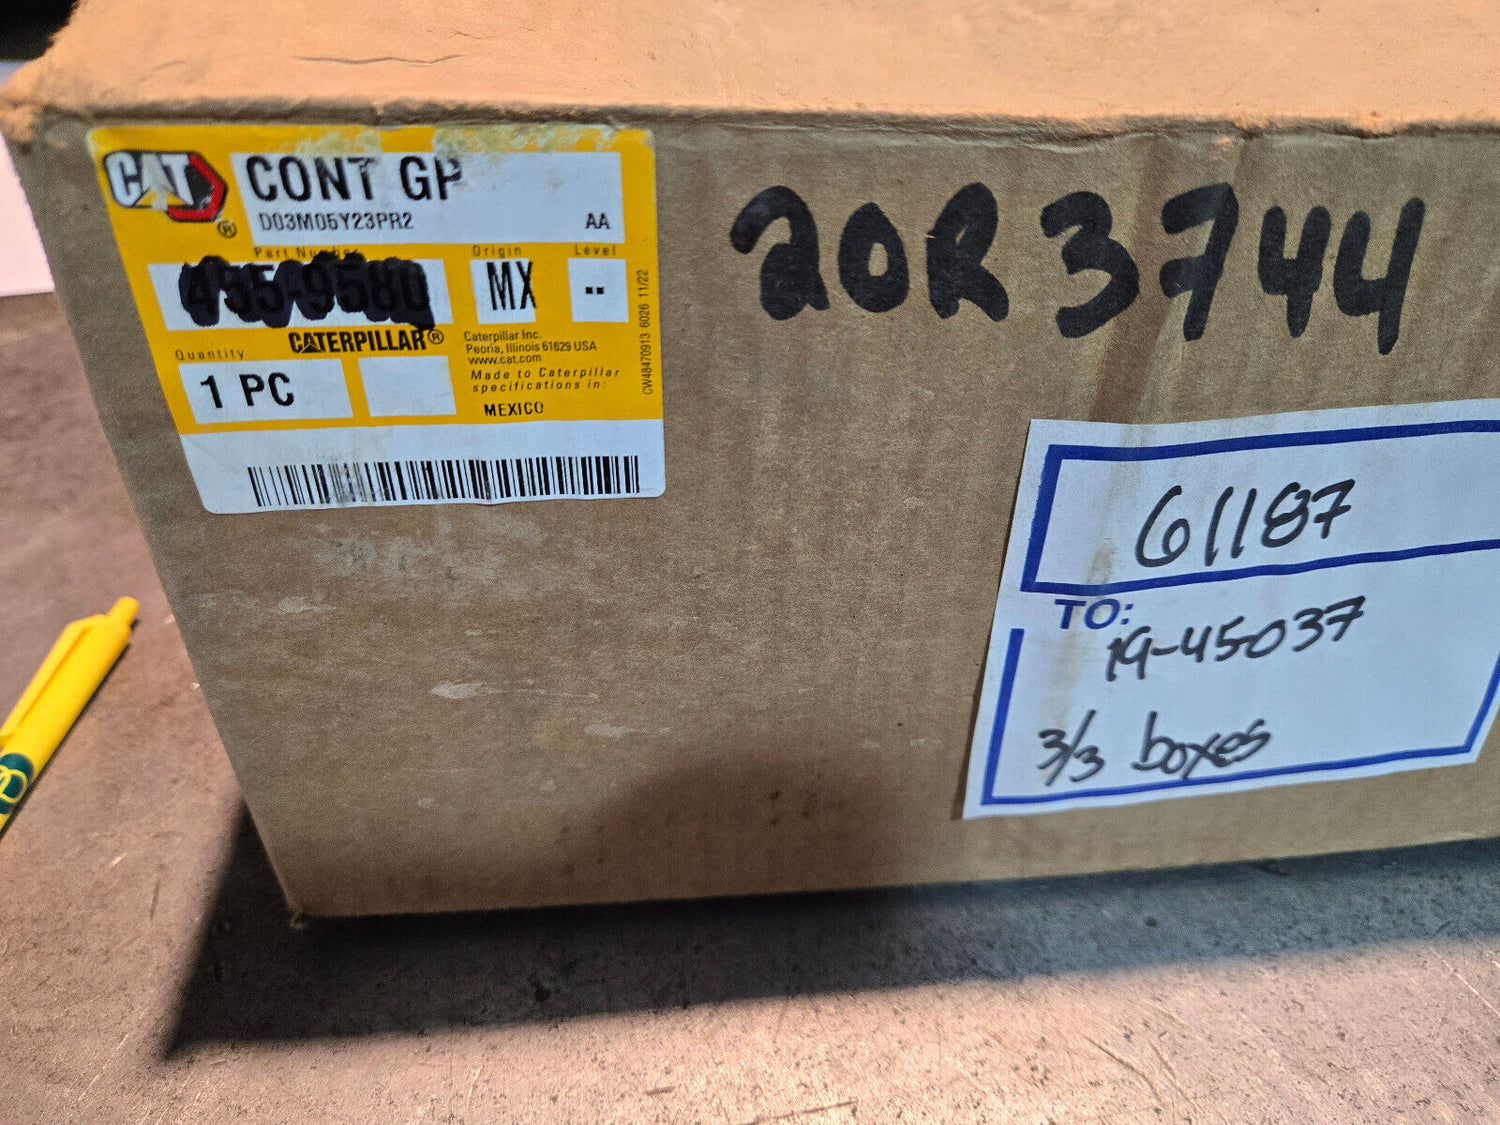 CAT®
CONT GP
D03M05Y23PR2 AA
Part Number Origin Level
455-9580 MX --
CATERPILLAR®
Caterpillar Inc.
Peoria, Illinois 61629 USA
www.cat.com
Made to Caterpillar
specifications in:
MEXICO
Quantity
1 PC
CW48470913 6026 11/22
20R3744
61187
TO:
19-45037
3/3 boxes